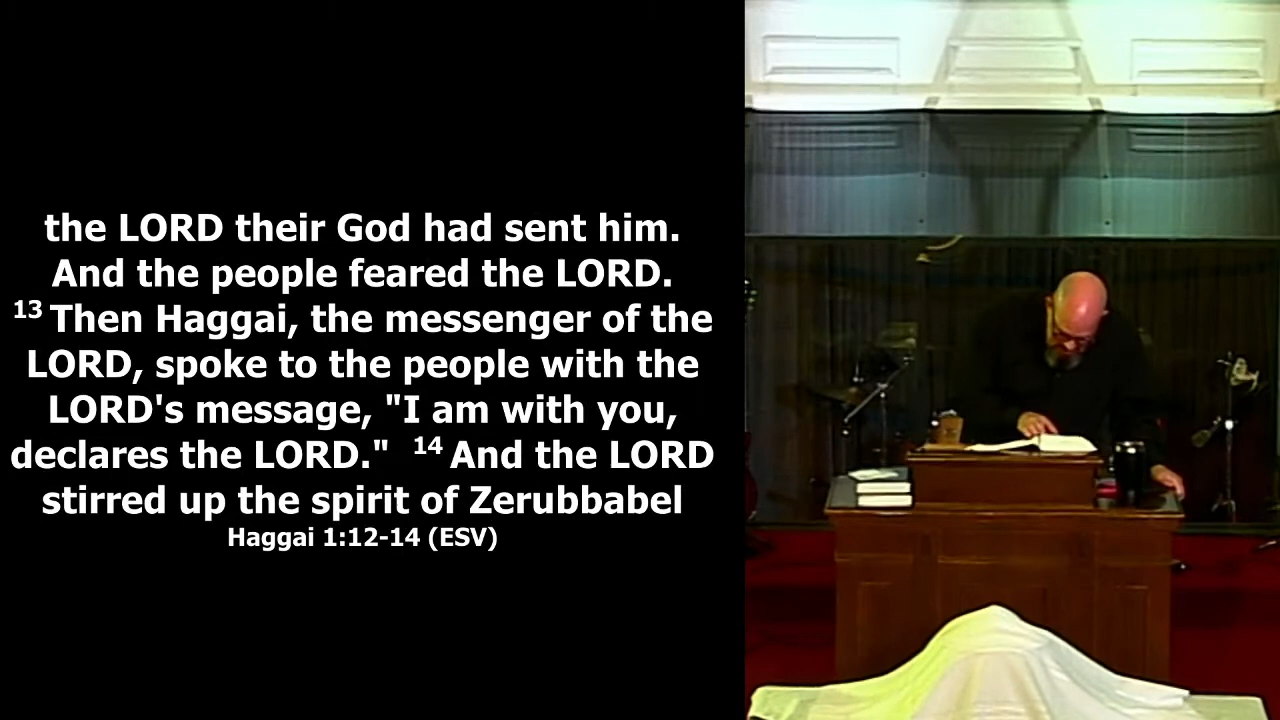 the LORD their God had sent him.
And the people feared the LORD.
13 Then Haggai, the messenger of the
LORD, spoke to the people with the
LORD's message, "I am with you,
declares the LORD."  14 And the LORD
stirred up the spirit of Zerubbabel
Haggai 1:12-14 (ESV)